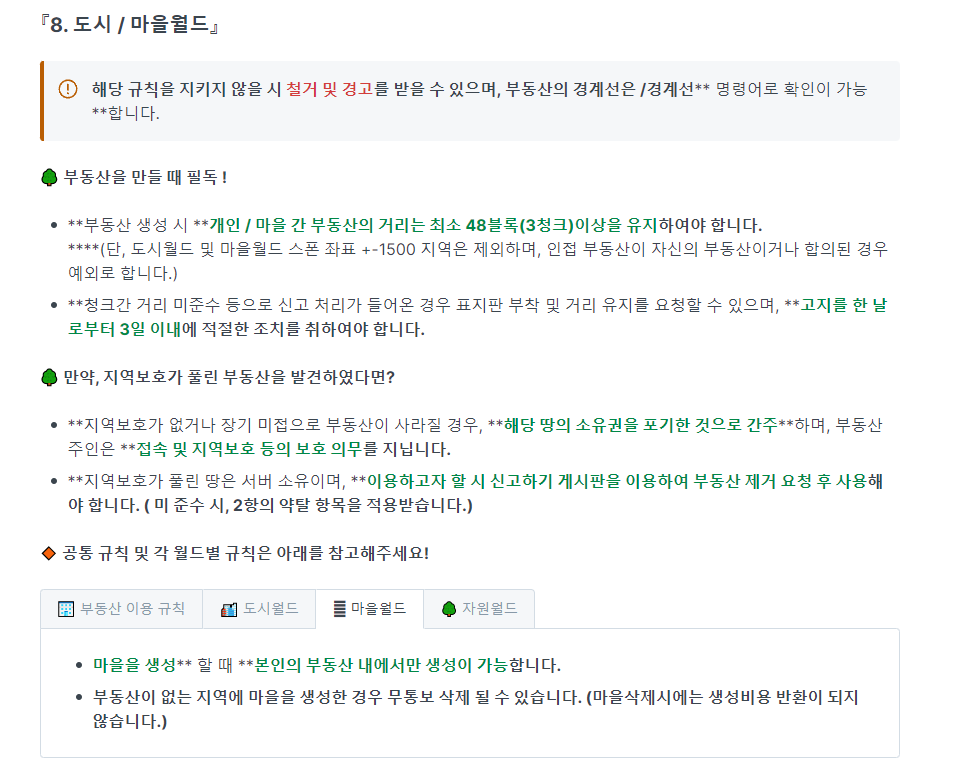 『8. 도시 / 마을월드』
해당 규칙을 지키지 않을 시 철거 및 경고를 받을 수 있으며, 부동산의 경계선은 /경계선** 명령어로 확인이 가능
**합니다.
부동산을 만들 때 필독 !
**부동산 생성 시 **개인 / 마을 간 부동산의 거리는 최소 48블록(3청크)이상을 유지하여야 합니다.
****(단, 도시월드 및 마을월드 스폰 좌표 +-1500 지역은 제외하며, 인접 부동산이 자신의 부동산이거나 합의된 경우
예외로 합니다.)
**청크간 거리 미준수 등으로 신고 처리가 들어온 경우 표지판 부착 및 거리 유지를 요청할 수 있으며, **고지를 한 날
로부터 3일 이내에 적절한 조치를 취하여야 합니다.
만약, 지역보호가 풀린 부동산을 발견하였다면?
**지역보호가 없거나 장기 미접으로 부동산이 사라질 경우, **해당 땅의 소유권을 포기한 것으로 간주**하며, 부동산
주인은 **접속 및 지역보호 등의 보호 의무를 지닙니다.
**지역보호가 풀린 땅은 서버 소유이며, **이용하고자 할 시 신고하기 게시판을 이용하여 부동산 제거 요청 후 사용해
야 합니다. ( 미 준수 시, 2항의 약탈 항목을 적용받습니다.)
공통 규칙 및 각 월드별 규칙은 아래를 참고해주세요!
부동산 이용 규칙 도시월드 마을월드 자원월드
마을을 생성** 할 때 **본인의 부동산 내에서만 생성이 가능합니다.
부동산이 없는 지역에 마을을 생성한 경우 무통보 삭제 될 수 있습니다. (마을삭제시에는 생성비용 반환이 되지
않습니다.)